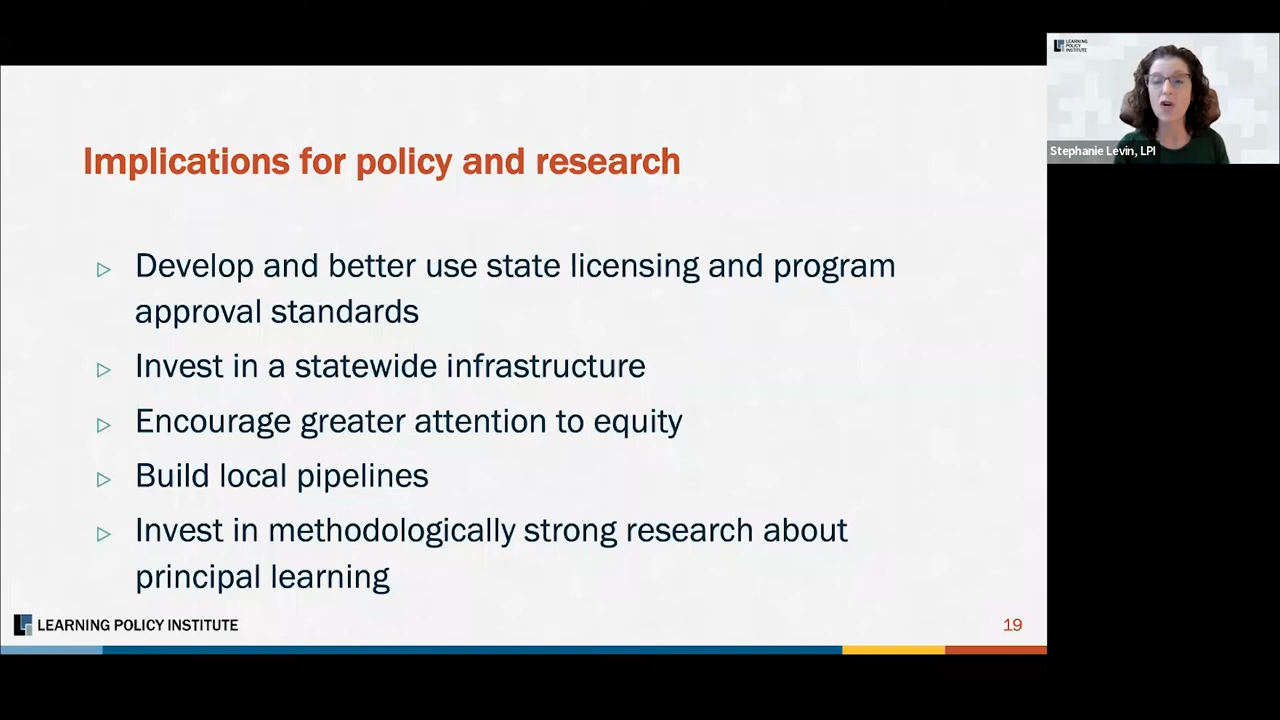 Implications for policy and research
Develop and better use state licensing and program
approval standards
Invest in a statewide infrastructure
Encourage greater attention to equity
Build local pipelines
Invest in methodologically strong research about
principal learning
LEARNING POLICY INSTITUTE
19
LEARNING
POLICY
INSTITUTE
Stephanie Levin, LPI